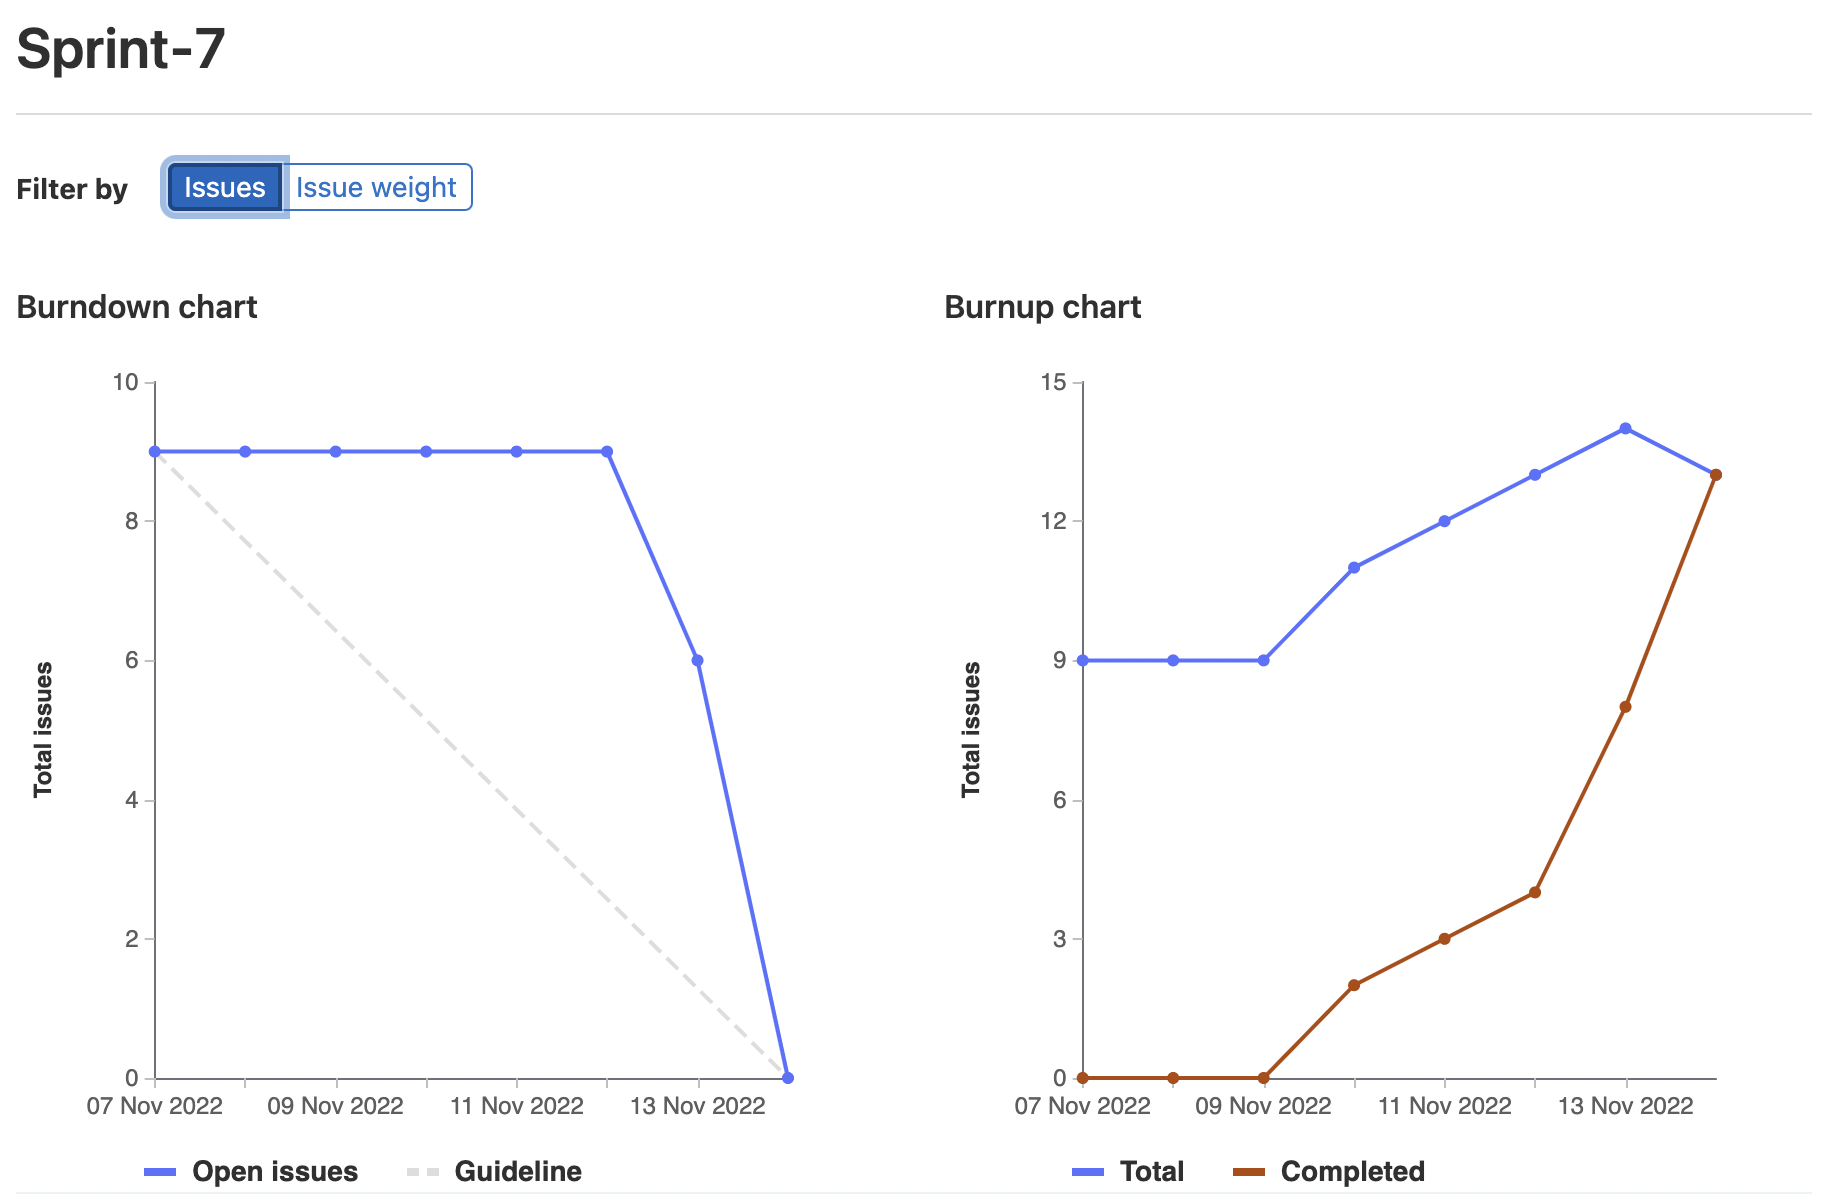 Sprint-7
Filter by Issues Issue weight
Burndown chart
10
8
6
4
2
0
Total issues
07 Nov 2022 09 Nov 2022 11 Nov 2022 13 Nov 2022
Open issues Guideline
Burnup chart
15
12
9
6
3
0
Total issues
07 Nov 2022 09 Nov 2022 11 Nov 2022 13 Nov 2022
Total Completed